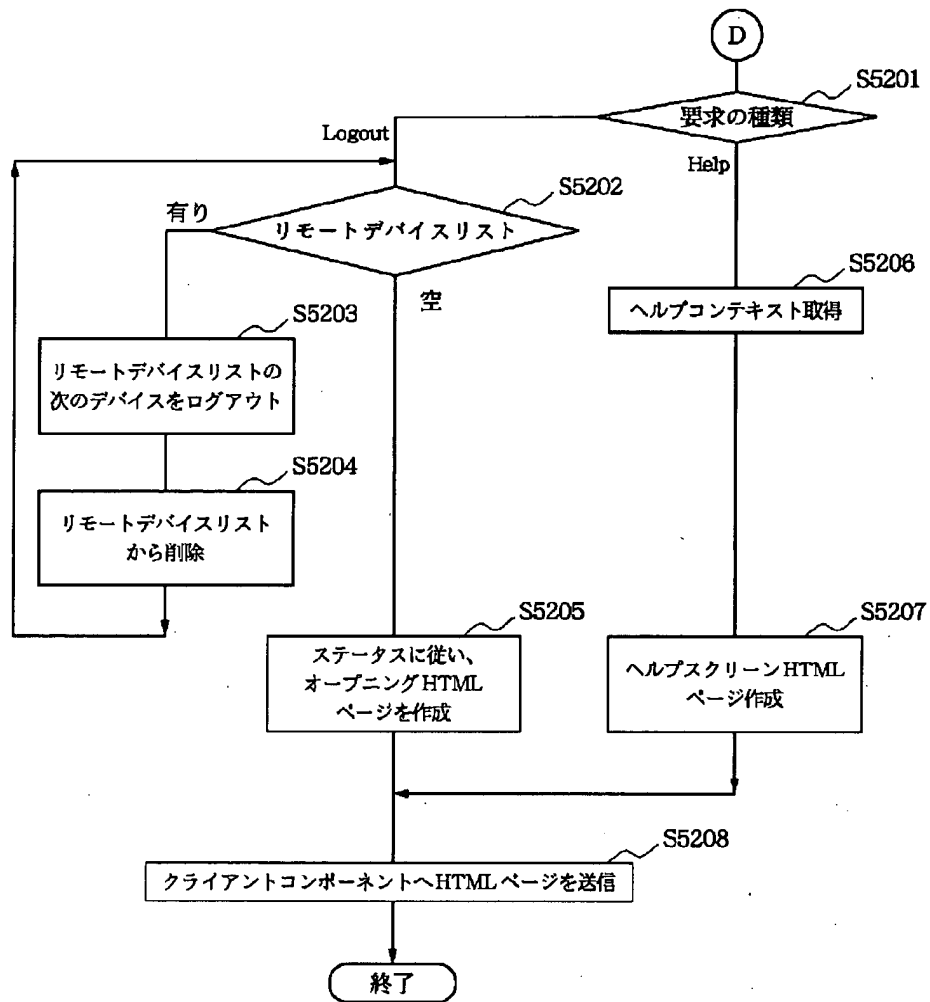 D
S5201
要求の種類
Logout
Help
S5202
有り
リモートデバイスリスト
空
S5206
ヘルプコンテキスト取得
S5203
リモートデバイスリストの
次のデバイスをログアウト
S5204
リモートデバイスリスト
から削除
S5205
ステータスに従い、
オープニングHTML
ページを作成
S5207
ヘルプスクリーンHTML
ページ作成
S5208
クライアントコンポーネントへHTMLページを送信
終了